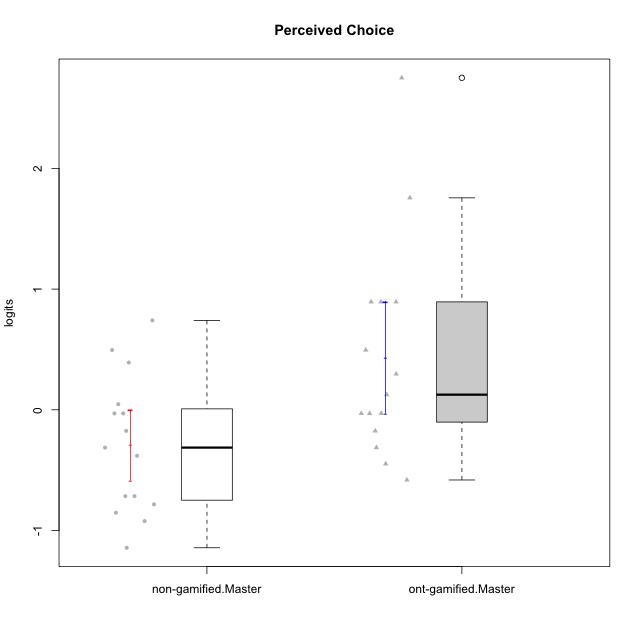 Perceived Choice
logits
2
1
0
-1
non-gamified.Master
ont-gamified.Master